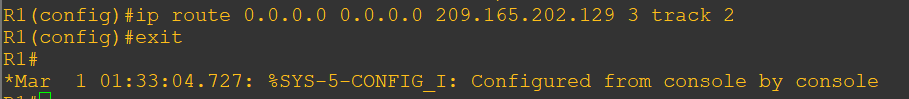 R1(config)#ip route 0.0.0.0 0.0.0.0 209.165.202.129 3 track 2
R1(config)#exit
R1#
*Mar  1 01:33:04.727: %SYS-5-CONFIG_I: Configured from console by console
R1#